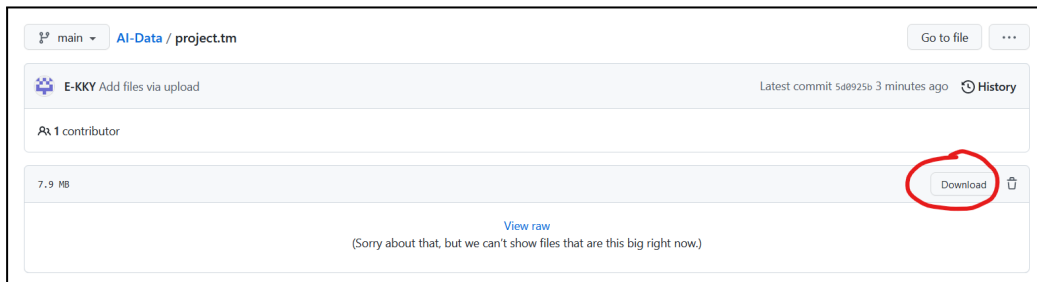 main AI-Data / project.tm Go to file ...
E-KKY Add files via upload Latest commit 5d0925b 3 minutes ago History
1 contributor
7.9 MB Download
View raw
(Sorry about that, but we can't show files that are this big right now.)